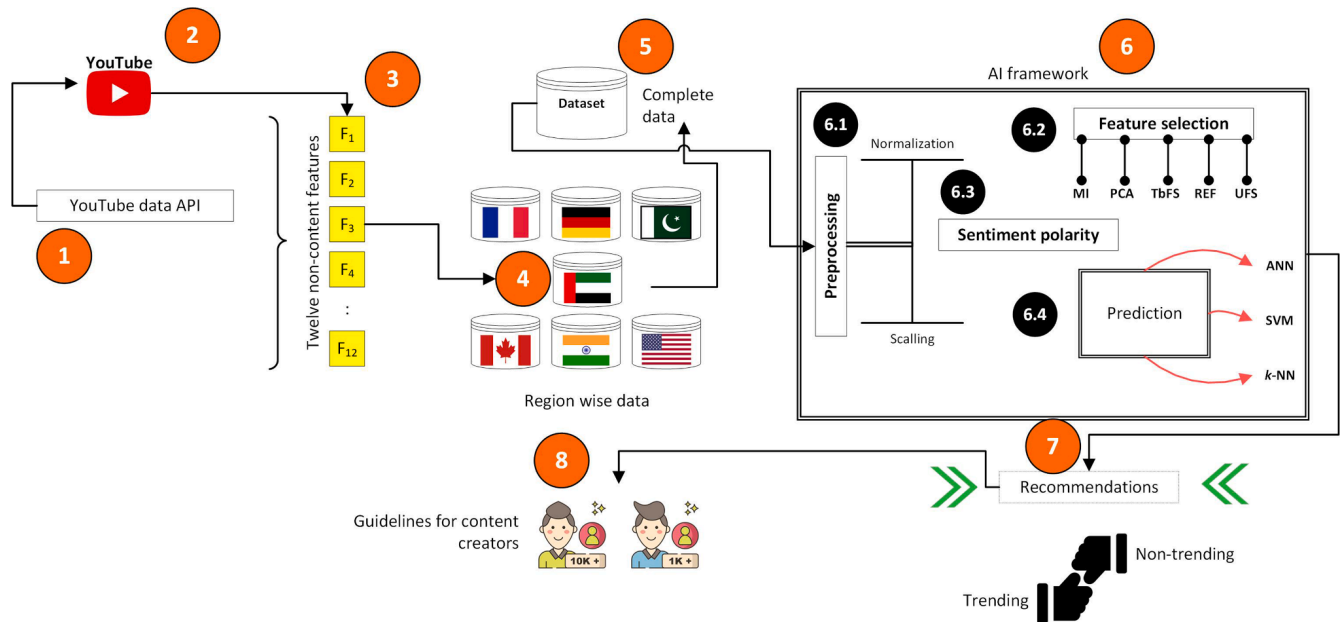 1
YouTube data API
2
YouTube
3
Twelve non-content features
F1
F2
F3
F4
:
F12
4
Region wise data
5
Dataset
Complete
data
6
AI framework
6.1
Preprocessing
Normalization
Scalling
6.2
Feature selection
MI PCA TbFS REF UFS
6.3
Sentiment polarity
6.4
Prediction
ANN
SVM
k-NN
7
Recommendations
Non-trending
Trending
8
Guidelines for content
creators
10K +
1K +